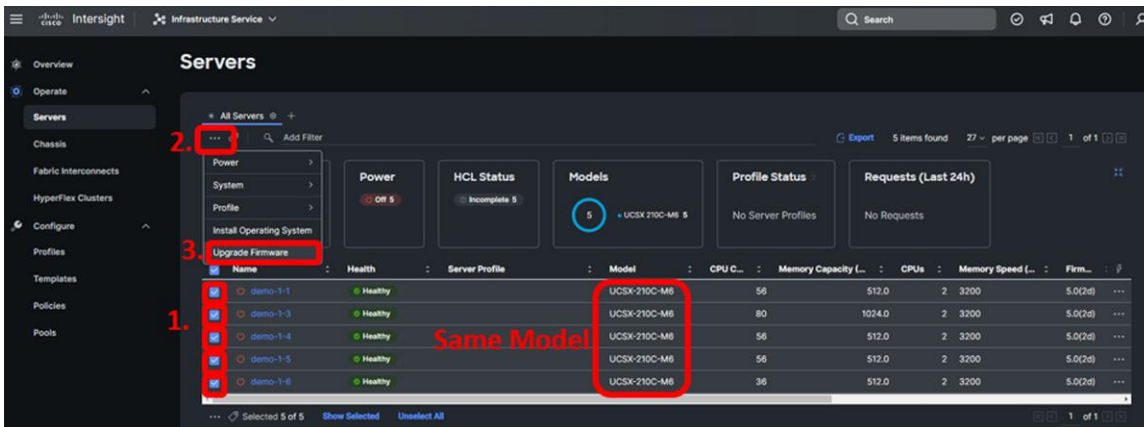 cisco Intersight Infrastructure Service Search
Overview
Operate
Servers
Chassis
Fabric Interconnects
HyperFlex Clusters
Configure
Profiles
Templates
Policies
Pools
Servers
All Servers +
2. ... Add Filter Export 5 items found 27 per page 1 of 1
Power
System
Profile
Install Operating System
3. Upgrade Firmware
Power
Off 5
HCL Status
Incomplete 5
Models
5 UCSX 210C-M6 5
Profile Status
No Server Profiles
Requests (Last 24h)
No Requests
Name Health Server Profile Model CPU C... Memory Capacity (... CPUs Memory Speed (... Firm...
demo-1-1 Healthy UCSX-210C-M6 56 512.0 2 3200 5.0(2d) ...
demo-1-3 Healthy UCSX-210C-M6 80 1024.0 2 3200 5.0(2d) ...
1. demo-1-4 Healthy Same Model UCSX-210C-M6 56 512.0 2 3200 5.0(2d) ...
demo-1-5 Healthy UCSX-210C-M6 56 512.0 2 3200 5.0(2d) ...
demo-1-6 Healthy UCSX-210C-M6 36 512.0 2 3200 5.0(2d) ...
... Selected 5 of 5 Show Selected Unselect All 1 of 1